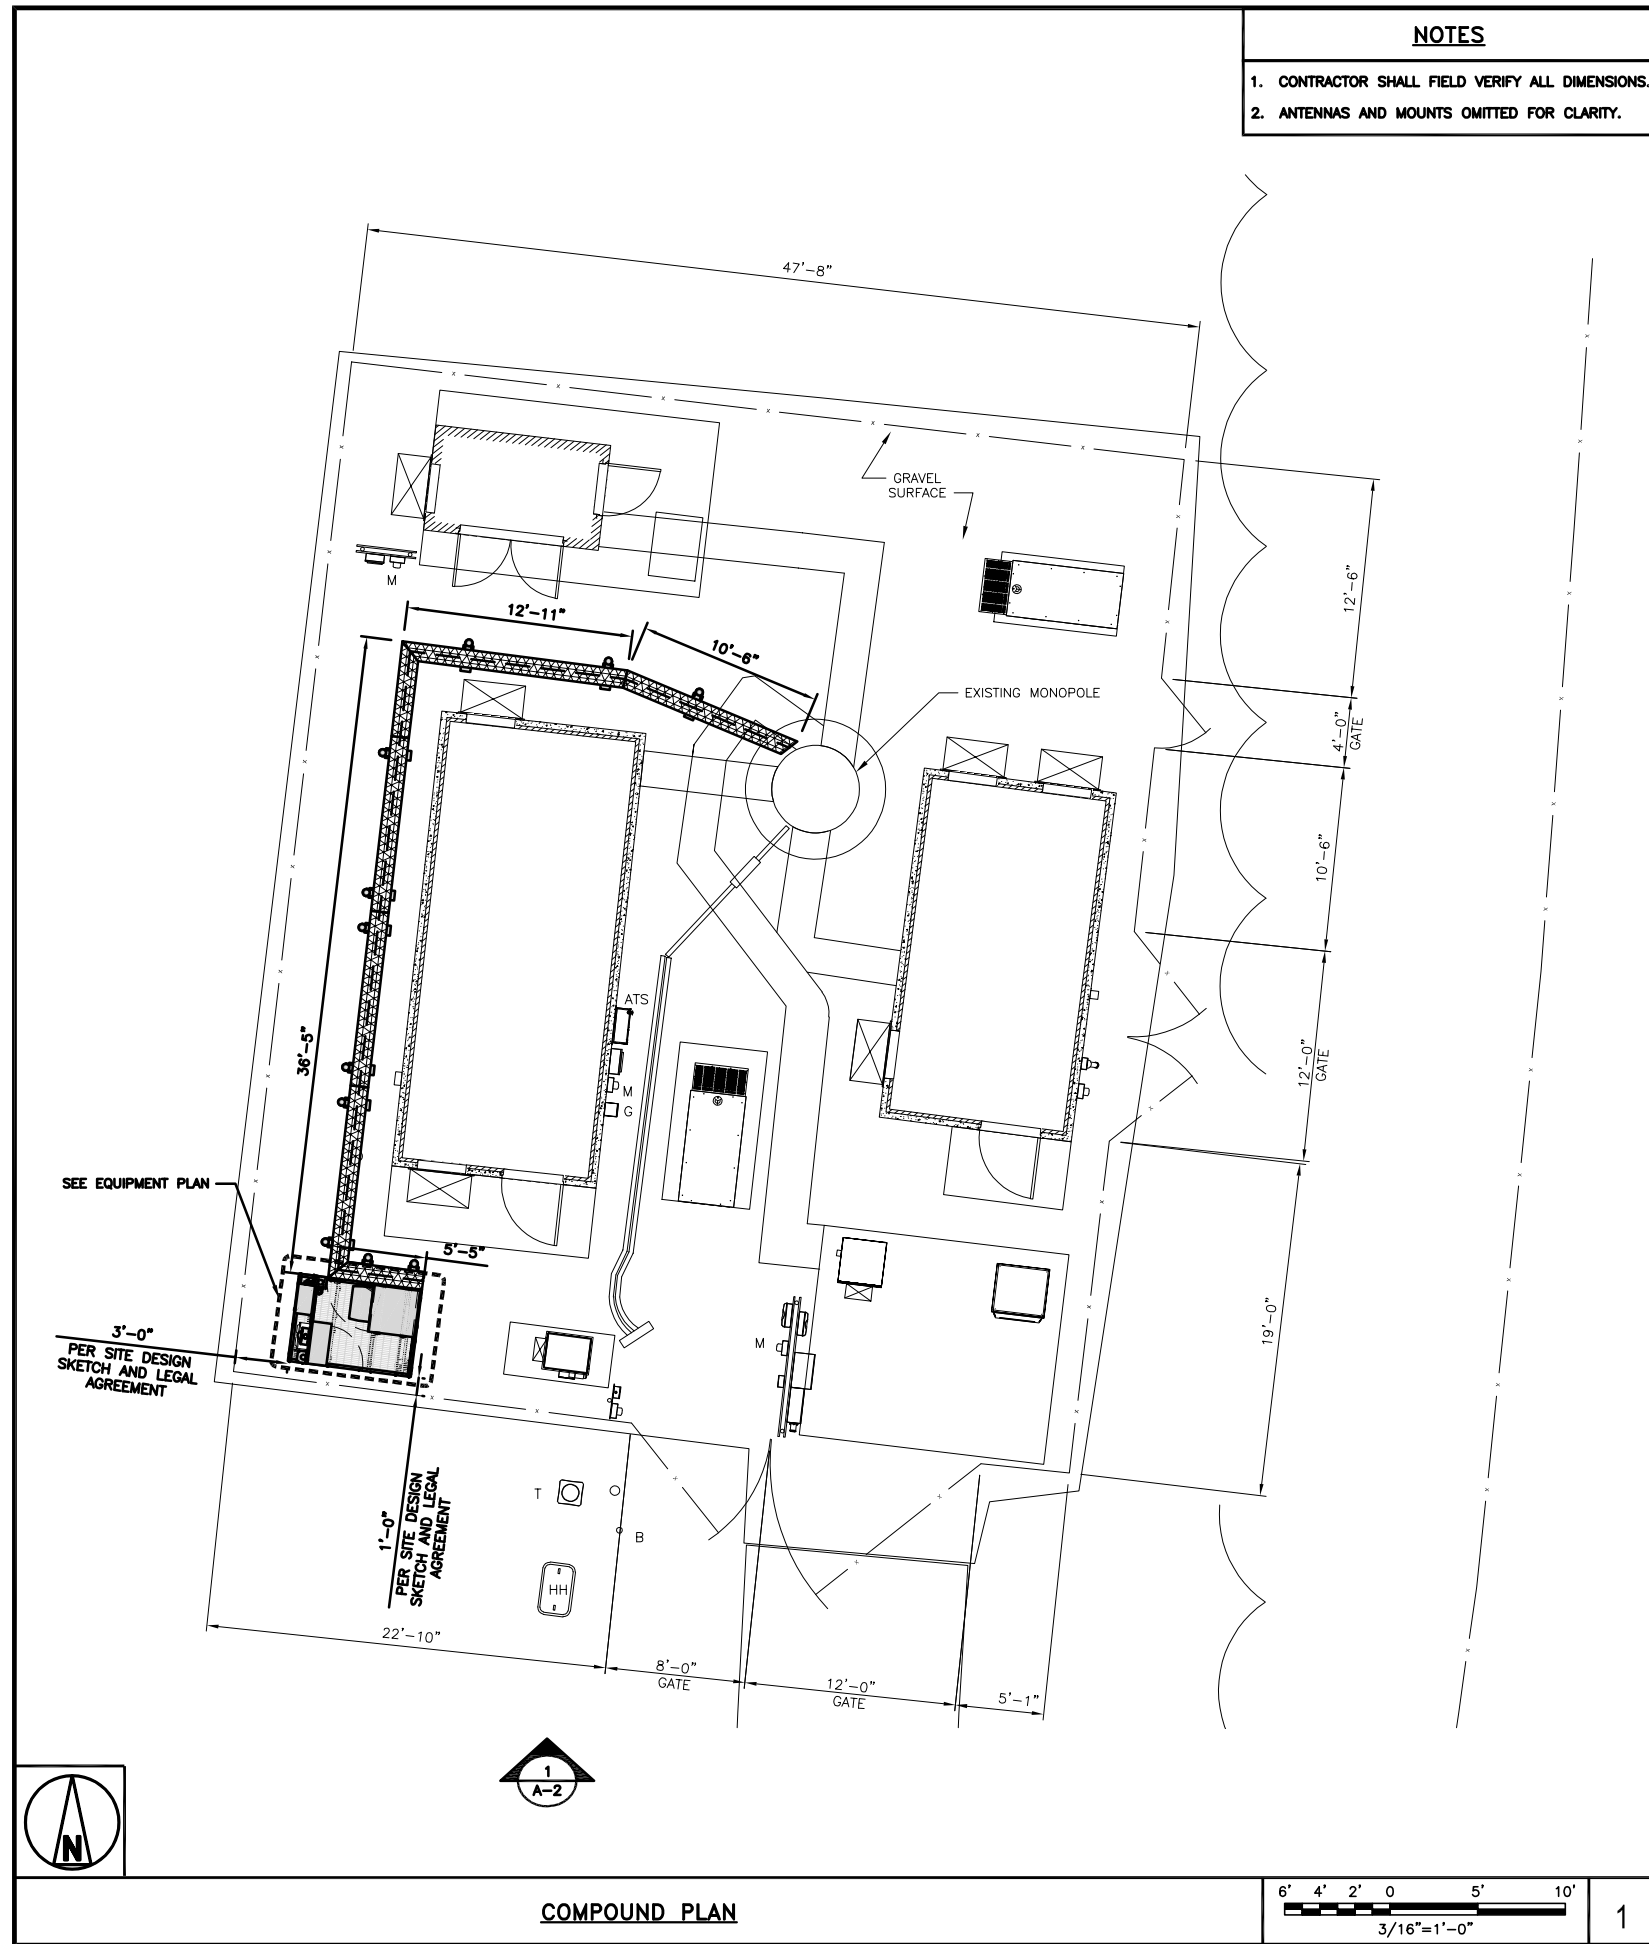 NOTES
1. CONTRACTOR SHALL FIELD VERIFY ALL DIMENSIONS.
2. ANTENNAS AND MOUNTS OMITTED FOR CLARITY.
47'-8"
GRAVEL
SURFACE
M
12'-11"
10'-6"
EXISTING MONOPOLE
12'-6"
4'-0"
GATE
10'-6"
12'-0"
GATE
19'-0"
36'-5"
ATS
M
G
SEE EQUIPMENT PLAN
5'-5"
3'-0"
PER SITE DESIGN
SKETCH AND LEGAL
AGREEMENT
M
1'-0"
PER SITE DESIGN
SKETCH AND LEGAL
AGREEMENT
T
B
HH
22'-10"
8'-0"
GATE
12'-0"
GATE
5'-1"
1
A-2
N
COMPOUND PLAN
6' 4' 2' 0 5' 10'
3/16"=1'-0"
1